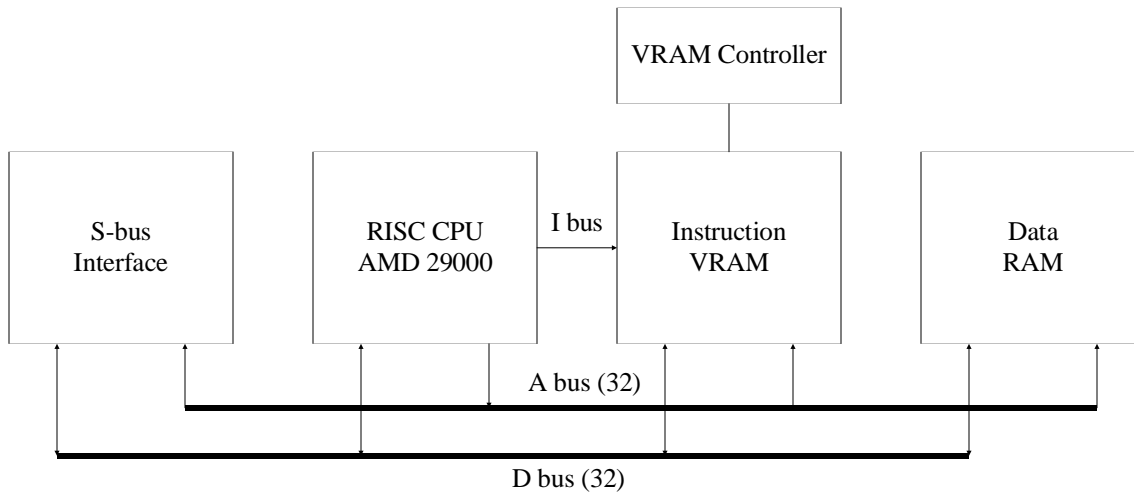 VRAM Controller
S-bus
Interface
RISC CPU
AMD 29000
I bus
Instruction
VRAM
Data
RAM
A bus (32)
D bus (32)